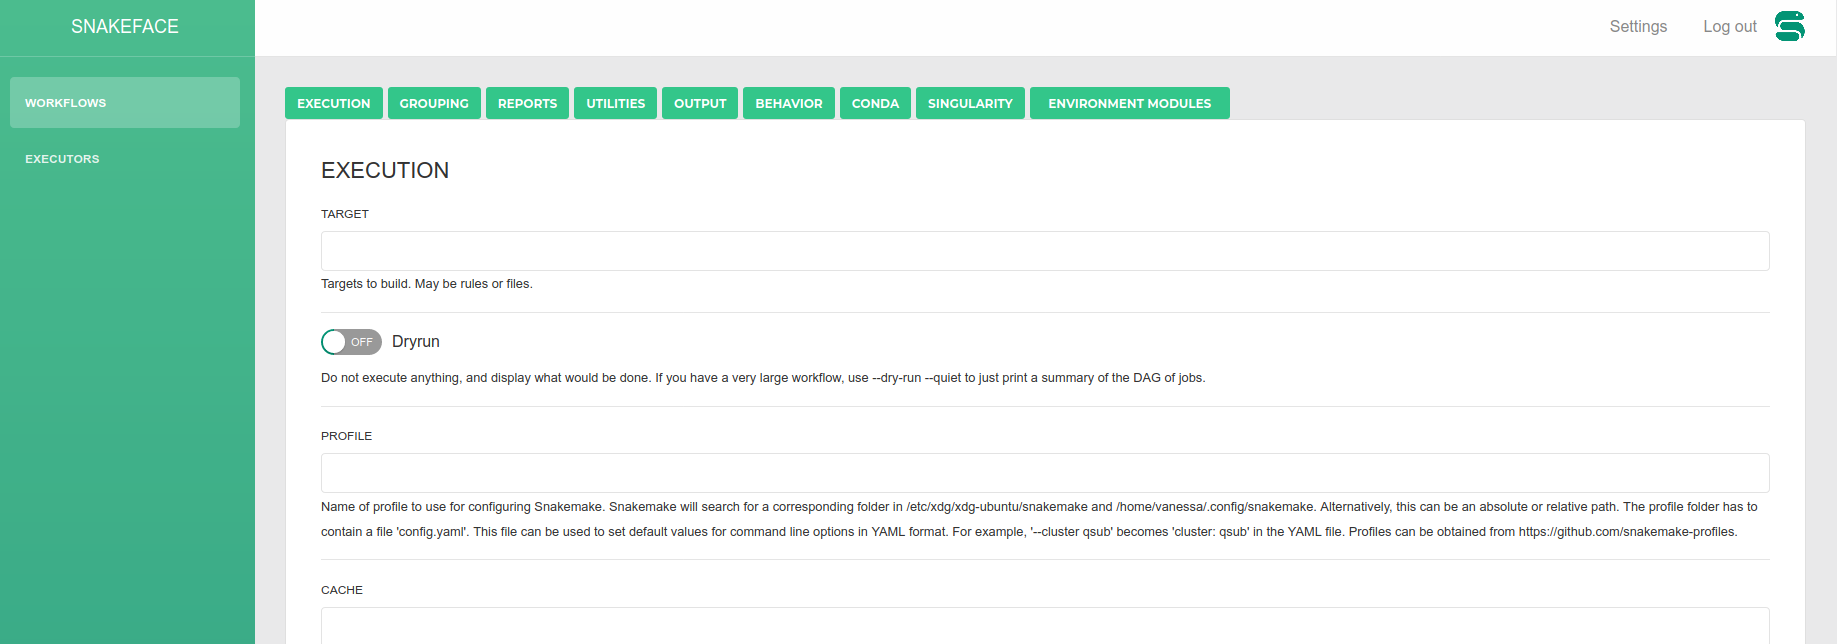 SNAKEFACE
Settings
Log out
WORKFLOWS
EXECUTORS
EXECUTION
GROUPING
REPORTS
UTILITIES
OUTPUT
BEHAVIOR
CONDA
SINGULARITY
ENVIRONMENT MODULES
EXECUTION
TARGET
Targets to build. May be rules or files.
OFF
Dryrun
Do not execute anything, and display what would be done. If you have a very large workflow, use --dry-run --quiet to just print a summary of the DAG of jobs.
PROFILE
Name of profile to use for configuring Snakemake. Snakemake will search for a corresponding folder in /etc/xdg/xdg-ubuntu/snakemake and /home/vanessa/.config/snakemake. Alternatively, this can be an absolute or relative path. The profile folder has to
contain a file 'config.yaml'. This file can be used to set default values for command line options in YAML format. For example, '--cluster qsub' becomes 'cluster: qsub' in the YAML file. Profiles can be obtained from https://github.com/snakemake-profiles.
CACHE